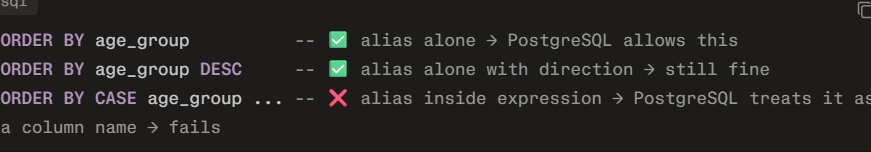 sql
ORDER BY age_group -- ✅ alias alone → PostgreSQL allows this
ORDER BY age_group DESC -- ✅ alias alone with direction → still fine
ORDER BY CASE age_group ... -- ❌ alias inside expression → PostgreSQL treats it as
a column name → fails